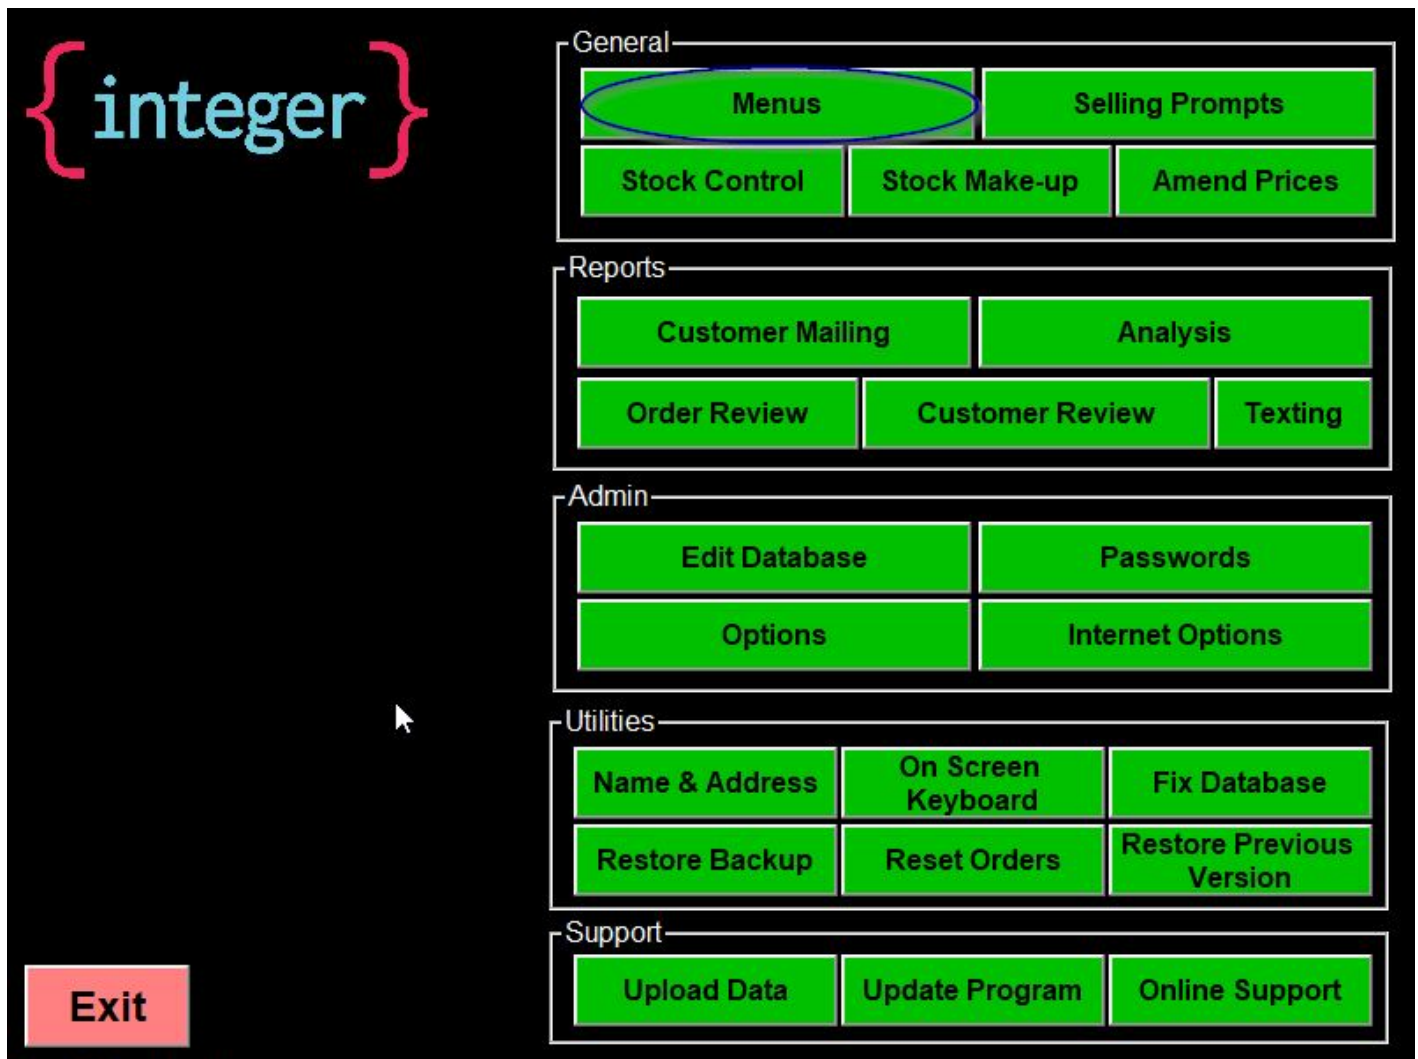 {integer}
General
Menus
Selling Prompts
Stock Control
Stock Make-up
Amend Prices
Reports
Customer Mailing
Analysis
Order Review
Customer Review
Texting
Admin
Edit Database
Passwords
Options
Internet Options
Utilities
Name & Address
On Screen
Keyboard
Fix Database
Restore Backup
Reset Orders
Restore Previous
Version
Support
Upload Data
Update Program
Online Support
Exit